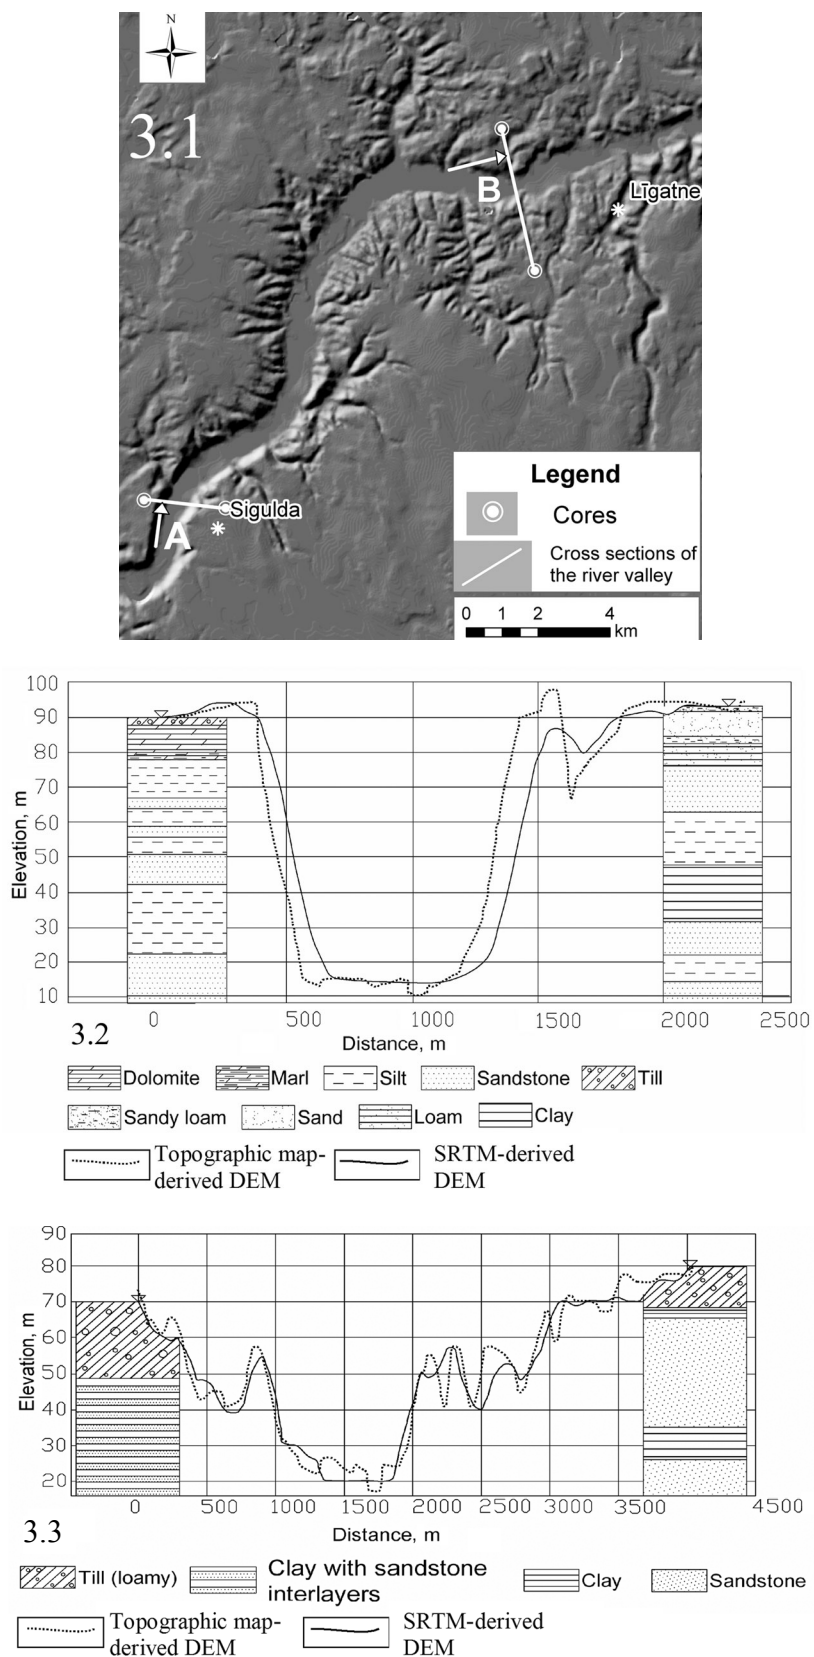 N
3.1
B
Līgatne
Sigulda
A
Legend
Cores
Cross sections of
the river valley
0 1 2 4
km
100
90
80
70
60
50
40
30
20
10
Elevation, m
0 500 1000 1500 2000 2500
3.2
Distance, m
Dolomite Marl Silt Sandstone Till
Sandy loam Sand Loam Clay
Topographic map-
derived DEM
SRTM-derived
DEM
90
80
70
60
50
40
30
20
Elevation, m
0 500 1000 1500 2000 2500 3000 3500 4500
3.3
Distance, m
Till (loamy)
Clay with sandstone
interlayers
Clay
Sandstone
Topographic map-
derived DEM
SRTM-derived
DEM